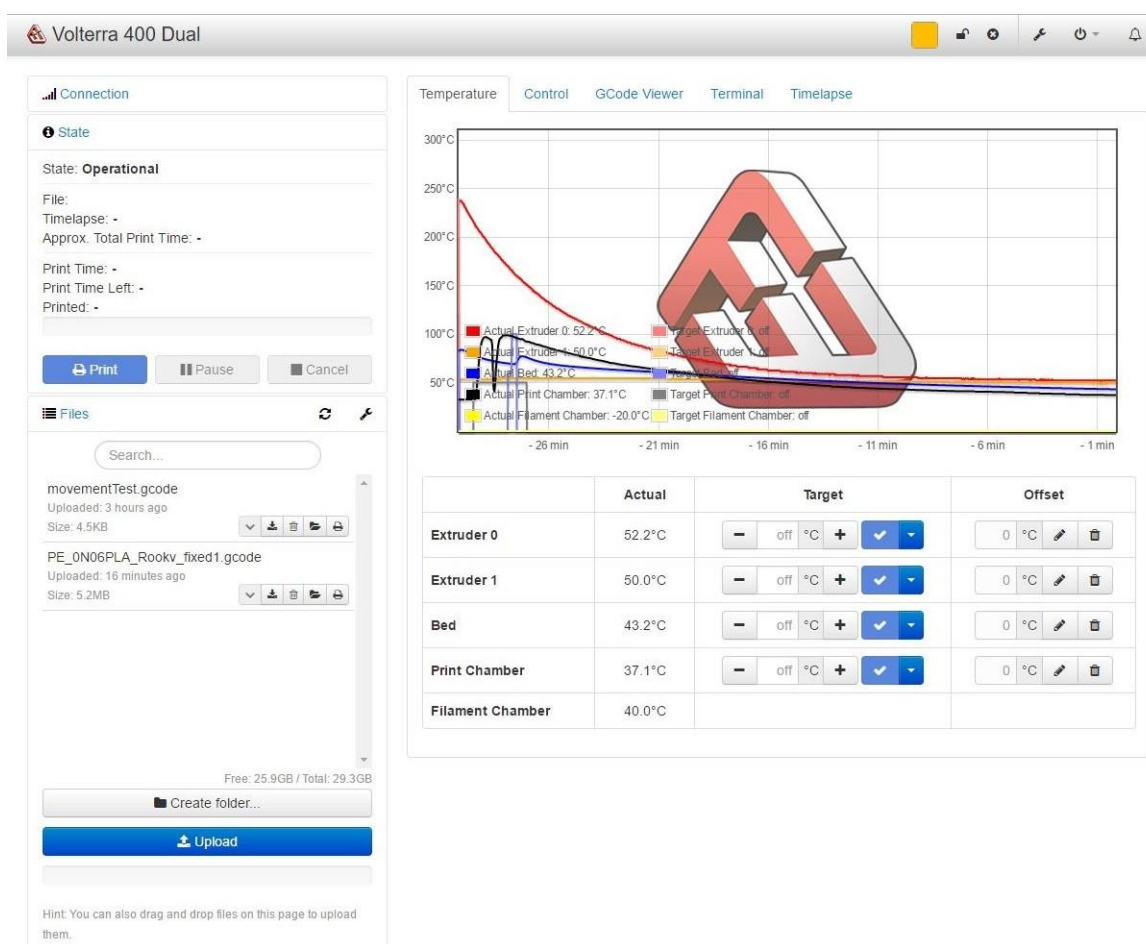 Volterra 400 Dual
Connection
State
State: Operational
File:
Timelapse: -
Approx. Total Print Time: -
Print Time: -
Print Time Left: -
Printed: -
Print
Pause
Cancel
Files
Search...
movementTest.gcode
Uploaded: 3 hours ago
Size: 4.5KB
PE_0N06PLA_Rookv_fixed1.gcode
Uploaded: 16 minutes ago
Size: 5.2MB
Free: 25.9GB / Total: 29.3GB
Create folder...
Upload
Hint: You can also drag and drop files on this page to upload
them.
Temperature Control GCode Viewer Terminal Timelapse
300°C
250°C
200°C
150°C
100°C
50°C
Actual Extruder 0: 52.2°C Target Extruder 0: off
Actual Extruder 1: 50.0°C Target Extruder 1: off
Actual Bed: 43.2°C Target Bed: off
Actual Print Chamber: 37.1°C Target Print Chamber: off
Actual Filament Chamber: -20.0°C Target Filament Chamber: off
- 26 min - 21 min - 16 min - 11 min - 6 min - 1 min
Actual Target Offset
Extruder 0 52.2°C - off °C + 0 °C
Extruder 1 50.0°C - off °C + 0 °C
Bed 43.2°C - off °C + 0 °C
Print Chamber 37.1°C - off °C + 0 °C
Filament Chamber 40.0°C